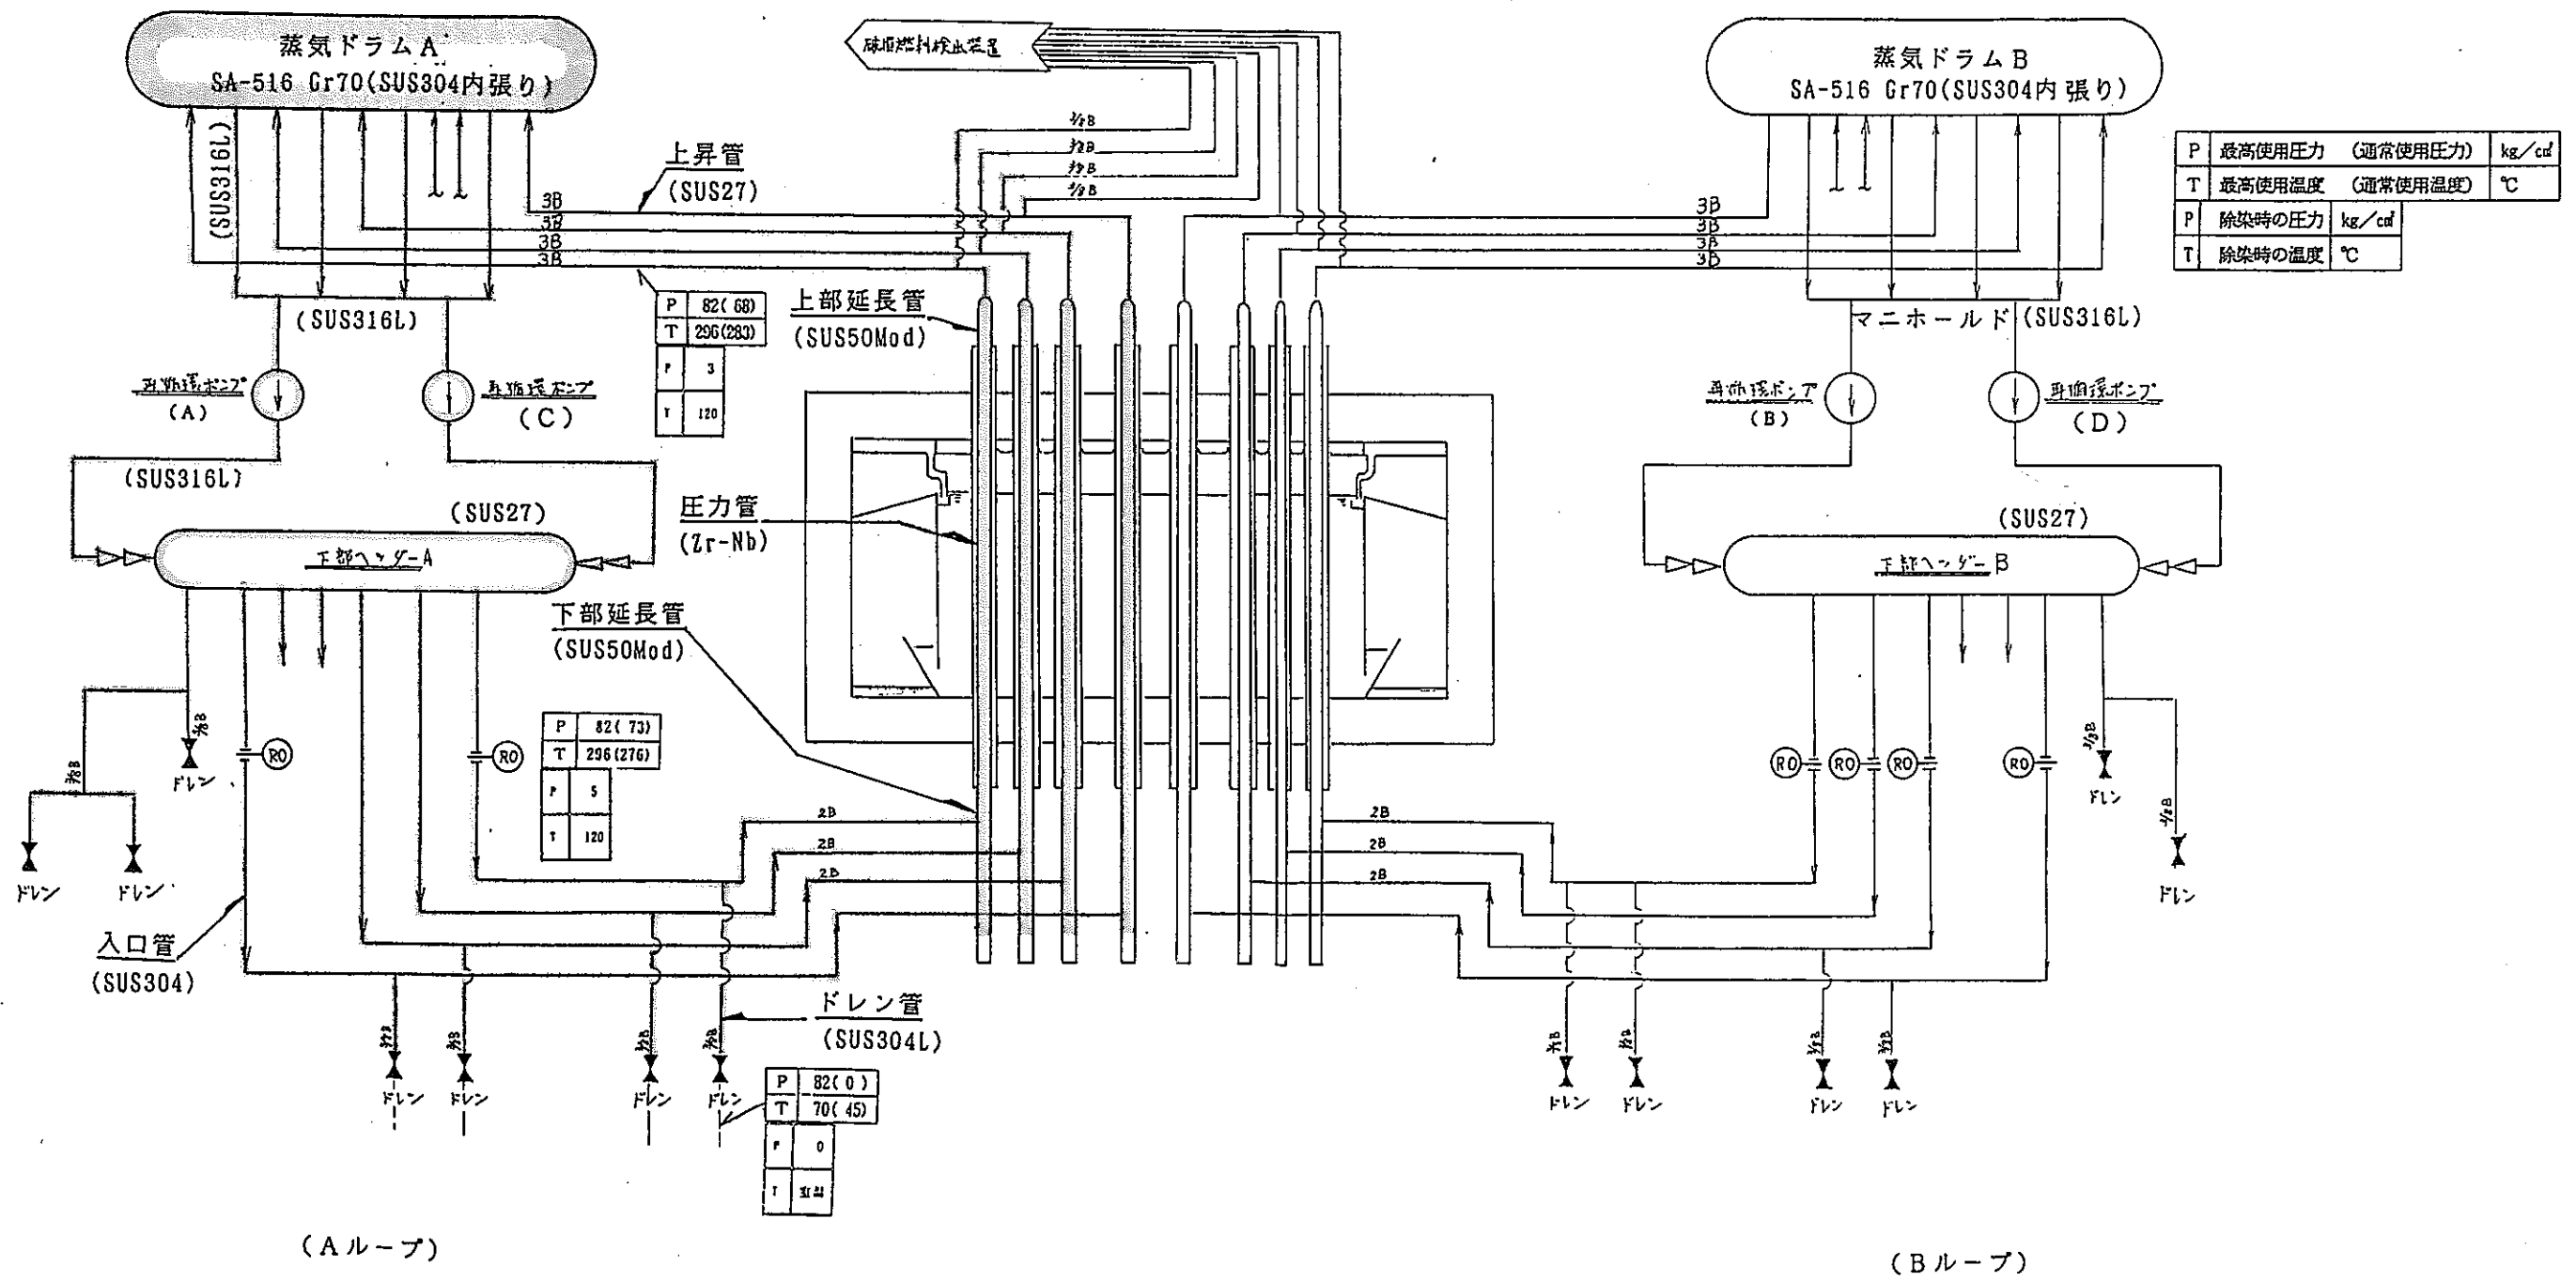 蒸気ドラムA
SA-516 Gr70(SUS304内張り)
破損燃料検出装置
蒸気ドラムB
SA-516 Gr70(SUS304内張り)
P 最高使用圧力 (通常使用圧力) kg/c㎡
T 最高使用温度 (通常使用温度) ℃
P 除染時の圧力 kg/c㎡
T 除染時の温度 ℃
(SUS316L)
上昇管
(SUS27)
3B
3B
3B
3B
3B
3B
3B
3B
(SUS316L)
P 82(68)
T 296(283)
P 3
T 120
上部延長管
(SUS50Mod)
マニホールド(SUS316L)
再循環ポンプ
(A)
再循環ポンプ
(C)
再循環ポンプ
(B)
再循環ポンプ
(D)
(SUS316L)
(SUS27)
圧力管
(Zr-Nb)
(SUS27)
下部ヘッダーA
下部ヘッダーB
下部延長管
(SUS50Mod)
P 82(73)
T 296(276)
P 5
T 120
RO
RO
RO
RO
RO
RO
ドレン
ドレン
ドレン
ドレン
ドレン
2B
2B
2B
2B
2B
2B
入口管
(SUS304)
ドレン管
(SUS304L)
ドレン
ドレン
ドレン
ドレン
ドレン
ドレン
ドレン
ドレン
P 82(0)
T 70(45)
P 0
T
(Aループ)
(Bループ)